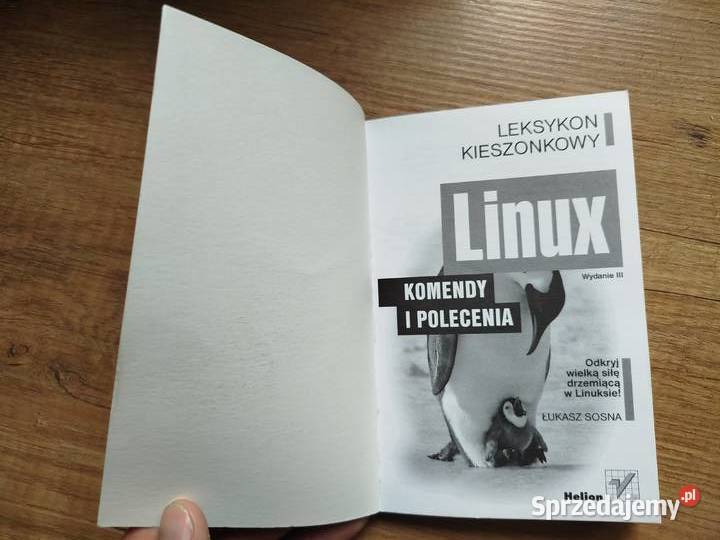 LEKSYKON
KIESZONKOWY
Linux
Wydanie III
KOMENDY
I POLECENIA
Odkryj
wielką siłę
drzemiącą
w Linuksie!
ŁUKASZ SOSNA
Helion
Sprzedajemy.pl